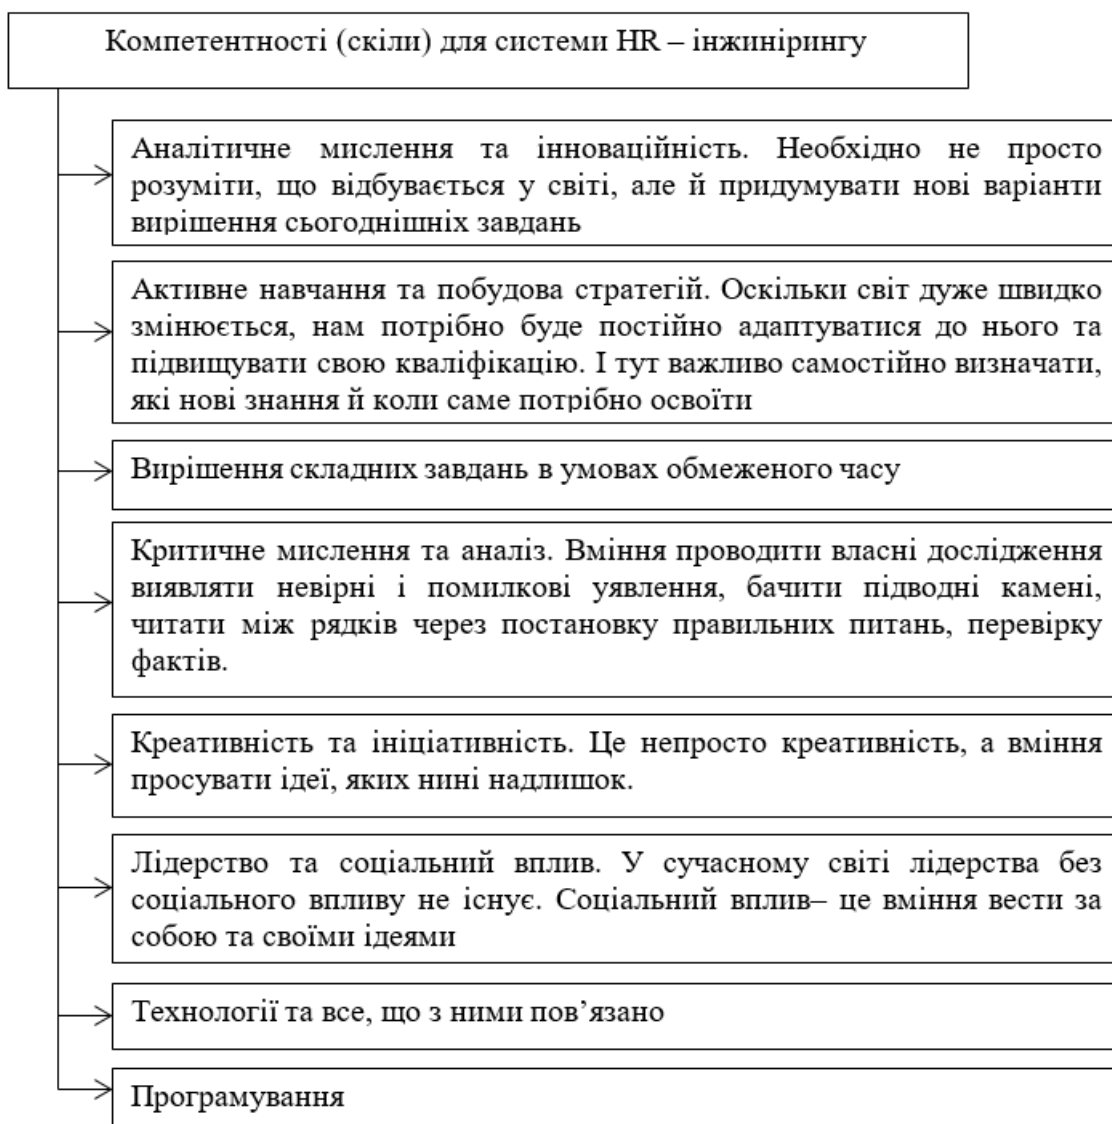 Компетентності (скіли) для системи HR – інжинірингу
Аналітичне мислення та інноваційність. Необхідно не просто
розуміти, що відбувається у світі, але й придумувати нові варіанти
вирішення сьогоднішніх завдань
Активне навчання та побудова стратегій. Оскільки світ дуже швидко
змінюється, нам потрібно буде постійно адаптуватися до нього та
підвищувати свою кваліфікацію. І тут важливо самостійно визначати,
які нові знання й коли саме потрібно освоїти
Вирішення складних завдань в умовах обмеженого часу
Критичне мислення та аналіз. Вміння проводити власні дослідження
виявляти невірні і помилкові уявлення, бачити підводні камені,
читати між рядків через постановку правильних питань, перевірку
фактів.
Креативність та ініціативність. Це непросто креативність, а вміння
просувати ідеї, яких нині надлишок.
Лідерство та соціальний вплив. У сучасному світі лідерства без
соціального впливу не існує. Соціальний вплив– це вміння вести за
собою та своїми ідеями
Технології та все, що з ними пов’язано
Програмування